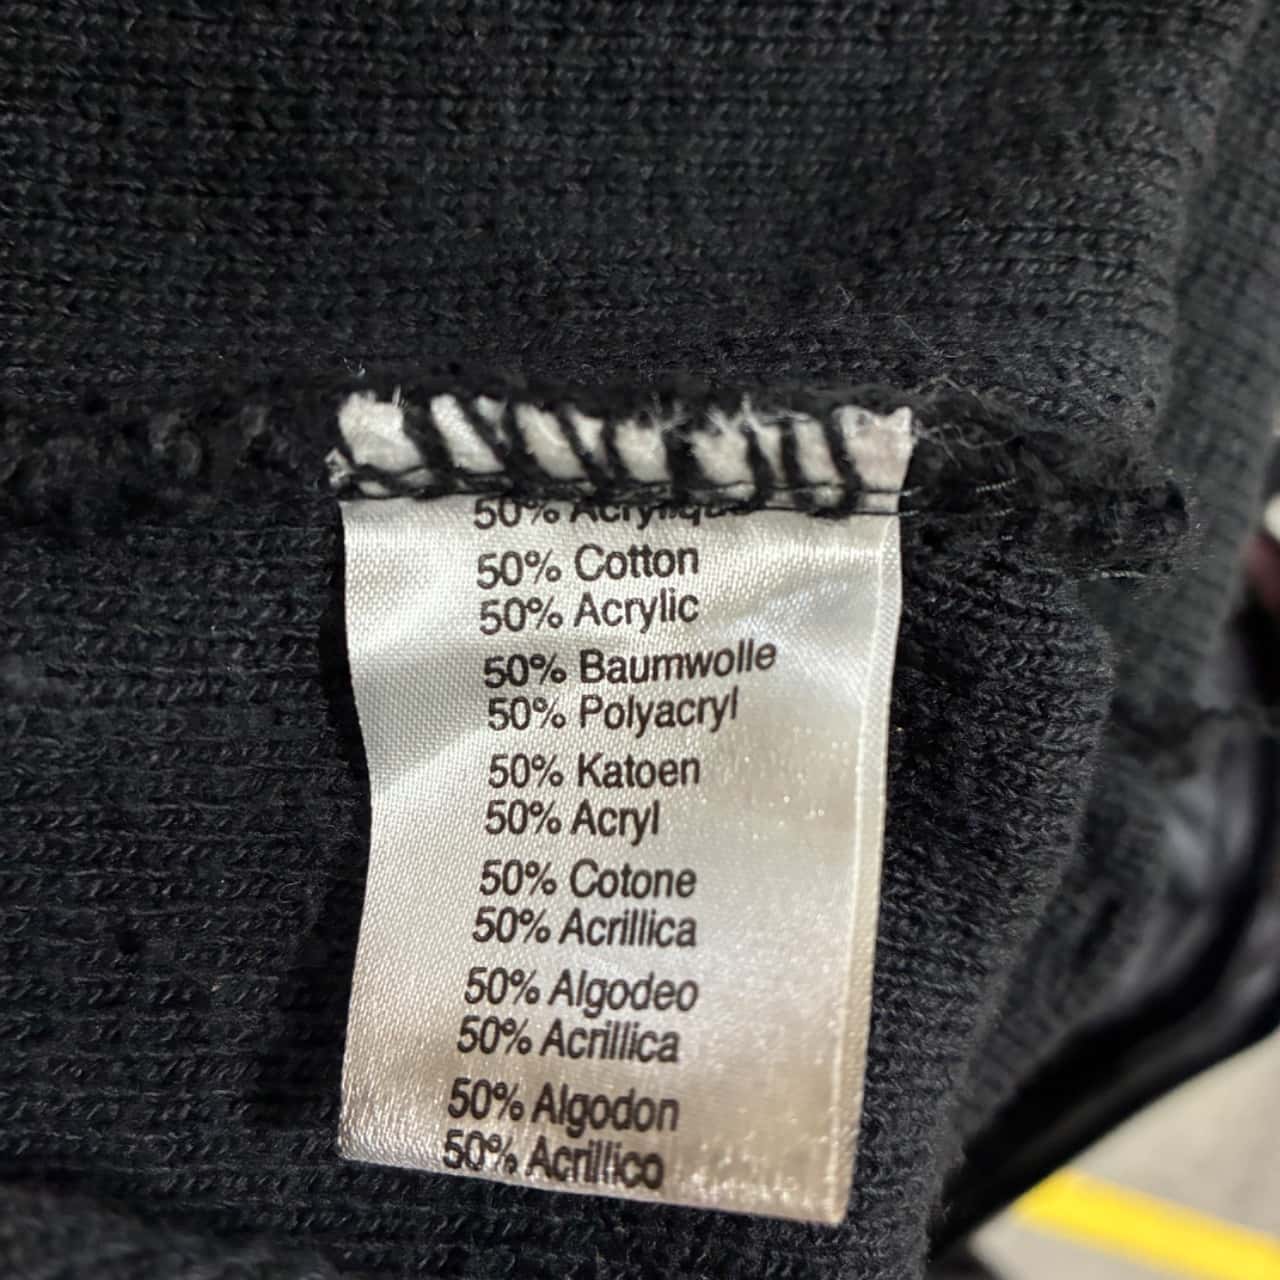 50% Acrylique
50% Cotton
50% Acrylic
50% Baumwolle
50% Polyacryl
50% Katoen
50% Acryl
50% Cotone
50% Acrillica
50% Algodeo
50% Acrillica
50% Algodon
50% Acrillico